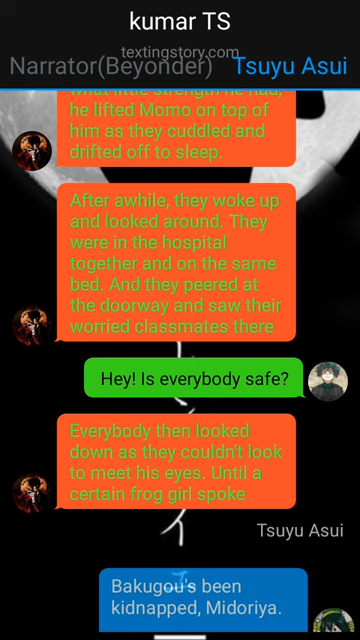 kumar TS
textingstory.com
Narrator(Beyonder) Tsuyu Asui
what little strength he had,
he lifted Momo on top of
him as they cuddled and
drifted off to sleep.
After awhile, they woke up
and looked around. They
were in the hospital
together and on the same
bed. And they peered at
the doorway and saw their
worried classmates there
Hey! Is everybody safe?
Everybody then looked
down as they couldn't look
to meet his eyes. Until a
certain frog girl spoke
Tsuyu Asui
Bakugou's been
kidnapped, Midoriya.